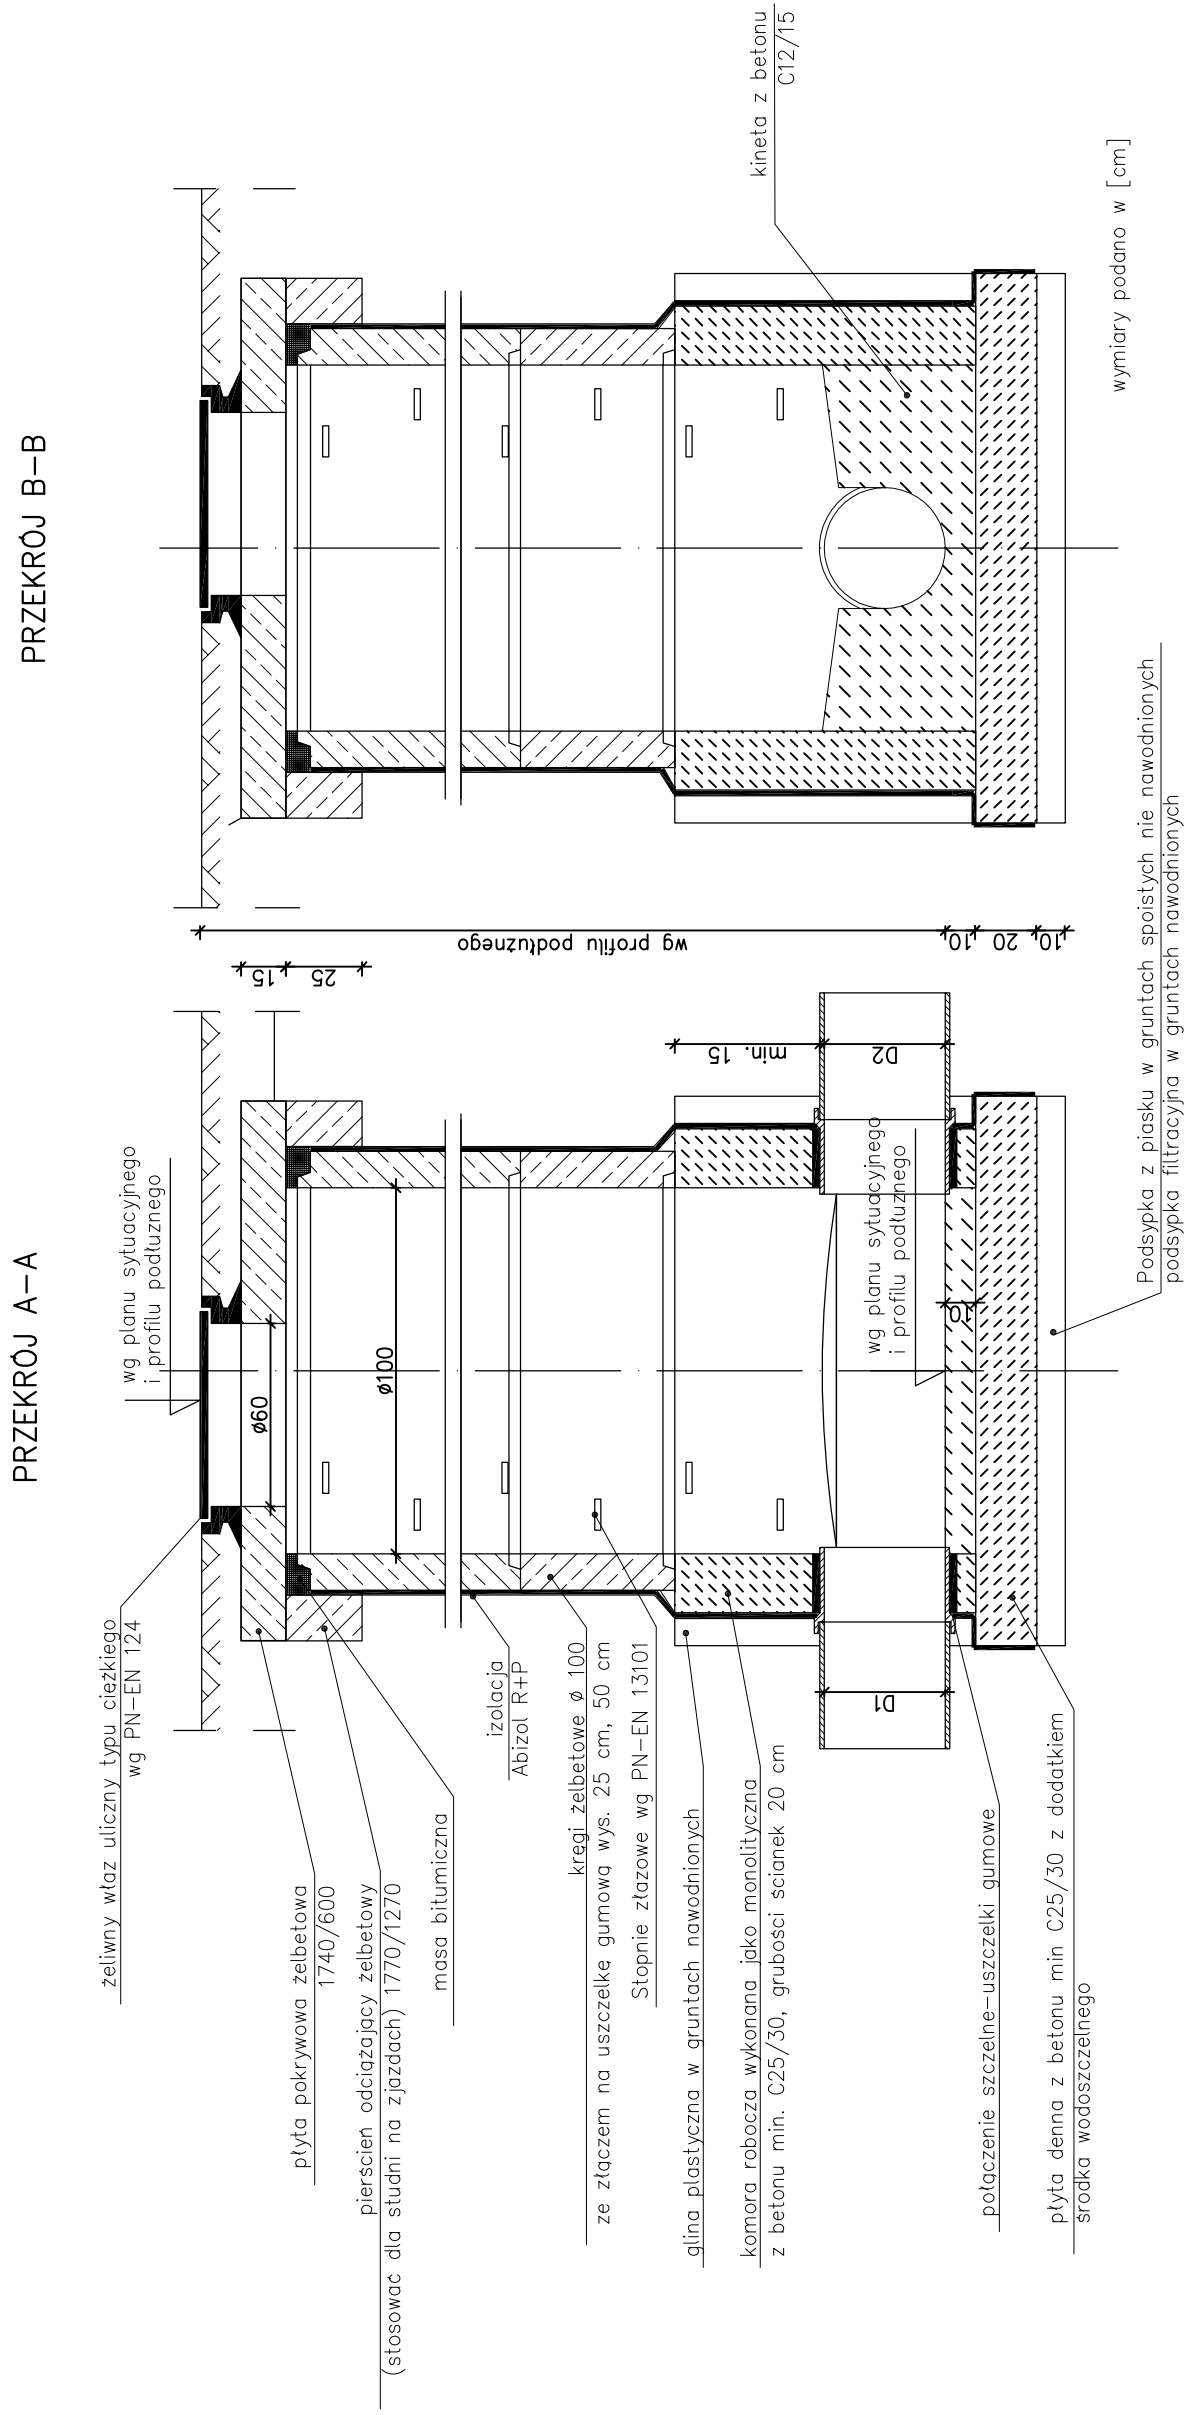 PRZEKRÓJ A-A
PRZEKRÓJ B-B
żeliwny właz uliczny typu ciężkiego
wg PN-EN 124
wg planu sytuacyjnego
i profilu podłuznego
płyta pokrywowa żelbetowa
1740/600
pierścień odciążający żelbetowy
(stosować dla studni na zjazdach) 1770/1270
masa bitumiczna
izolacja
Abizol R+P
kręgi żelbetowe ø 100
ze złączem na uszczelkę gumową wys. 25 cm, 50 cm
Stopnie złazowe wg PN-EN 13101
glina plastyczna w gruntach nawodnionych
komora robocza wykonana jako monolityczna
z betonu min. C25/30, grubości ścianek 20 cm
połączenie szczelne-uszczelki gumowe
płyta denna z betonu min C25/30 z dodatkiem
środka wodoszczelnego
ø60
ø100
wg planu sytuacyjnego
i profilu podłuznego
D1
D2
min. 15
10
15
25
wg profilu podłużnego
10
20
10
Podsypka z piasku w gruntach spoistych nie nawodnionych
podsypka filtracyjna w gruntach nawodnionych
kineta z betonu
C12/15
wymiary podano w [cm]